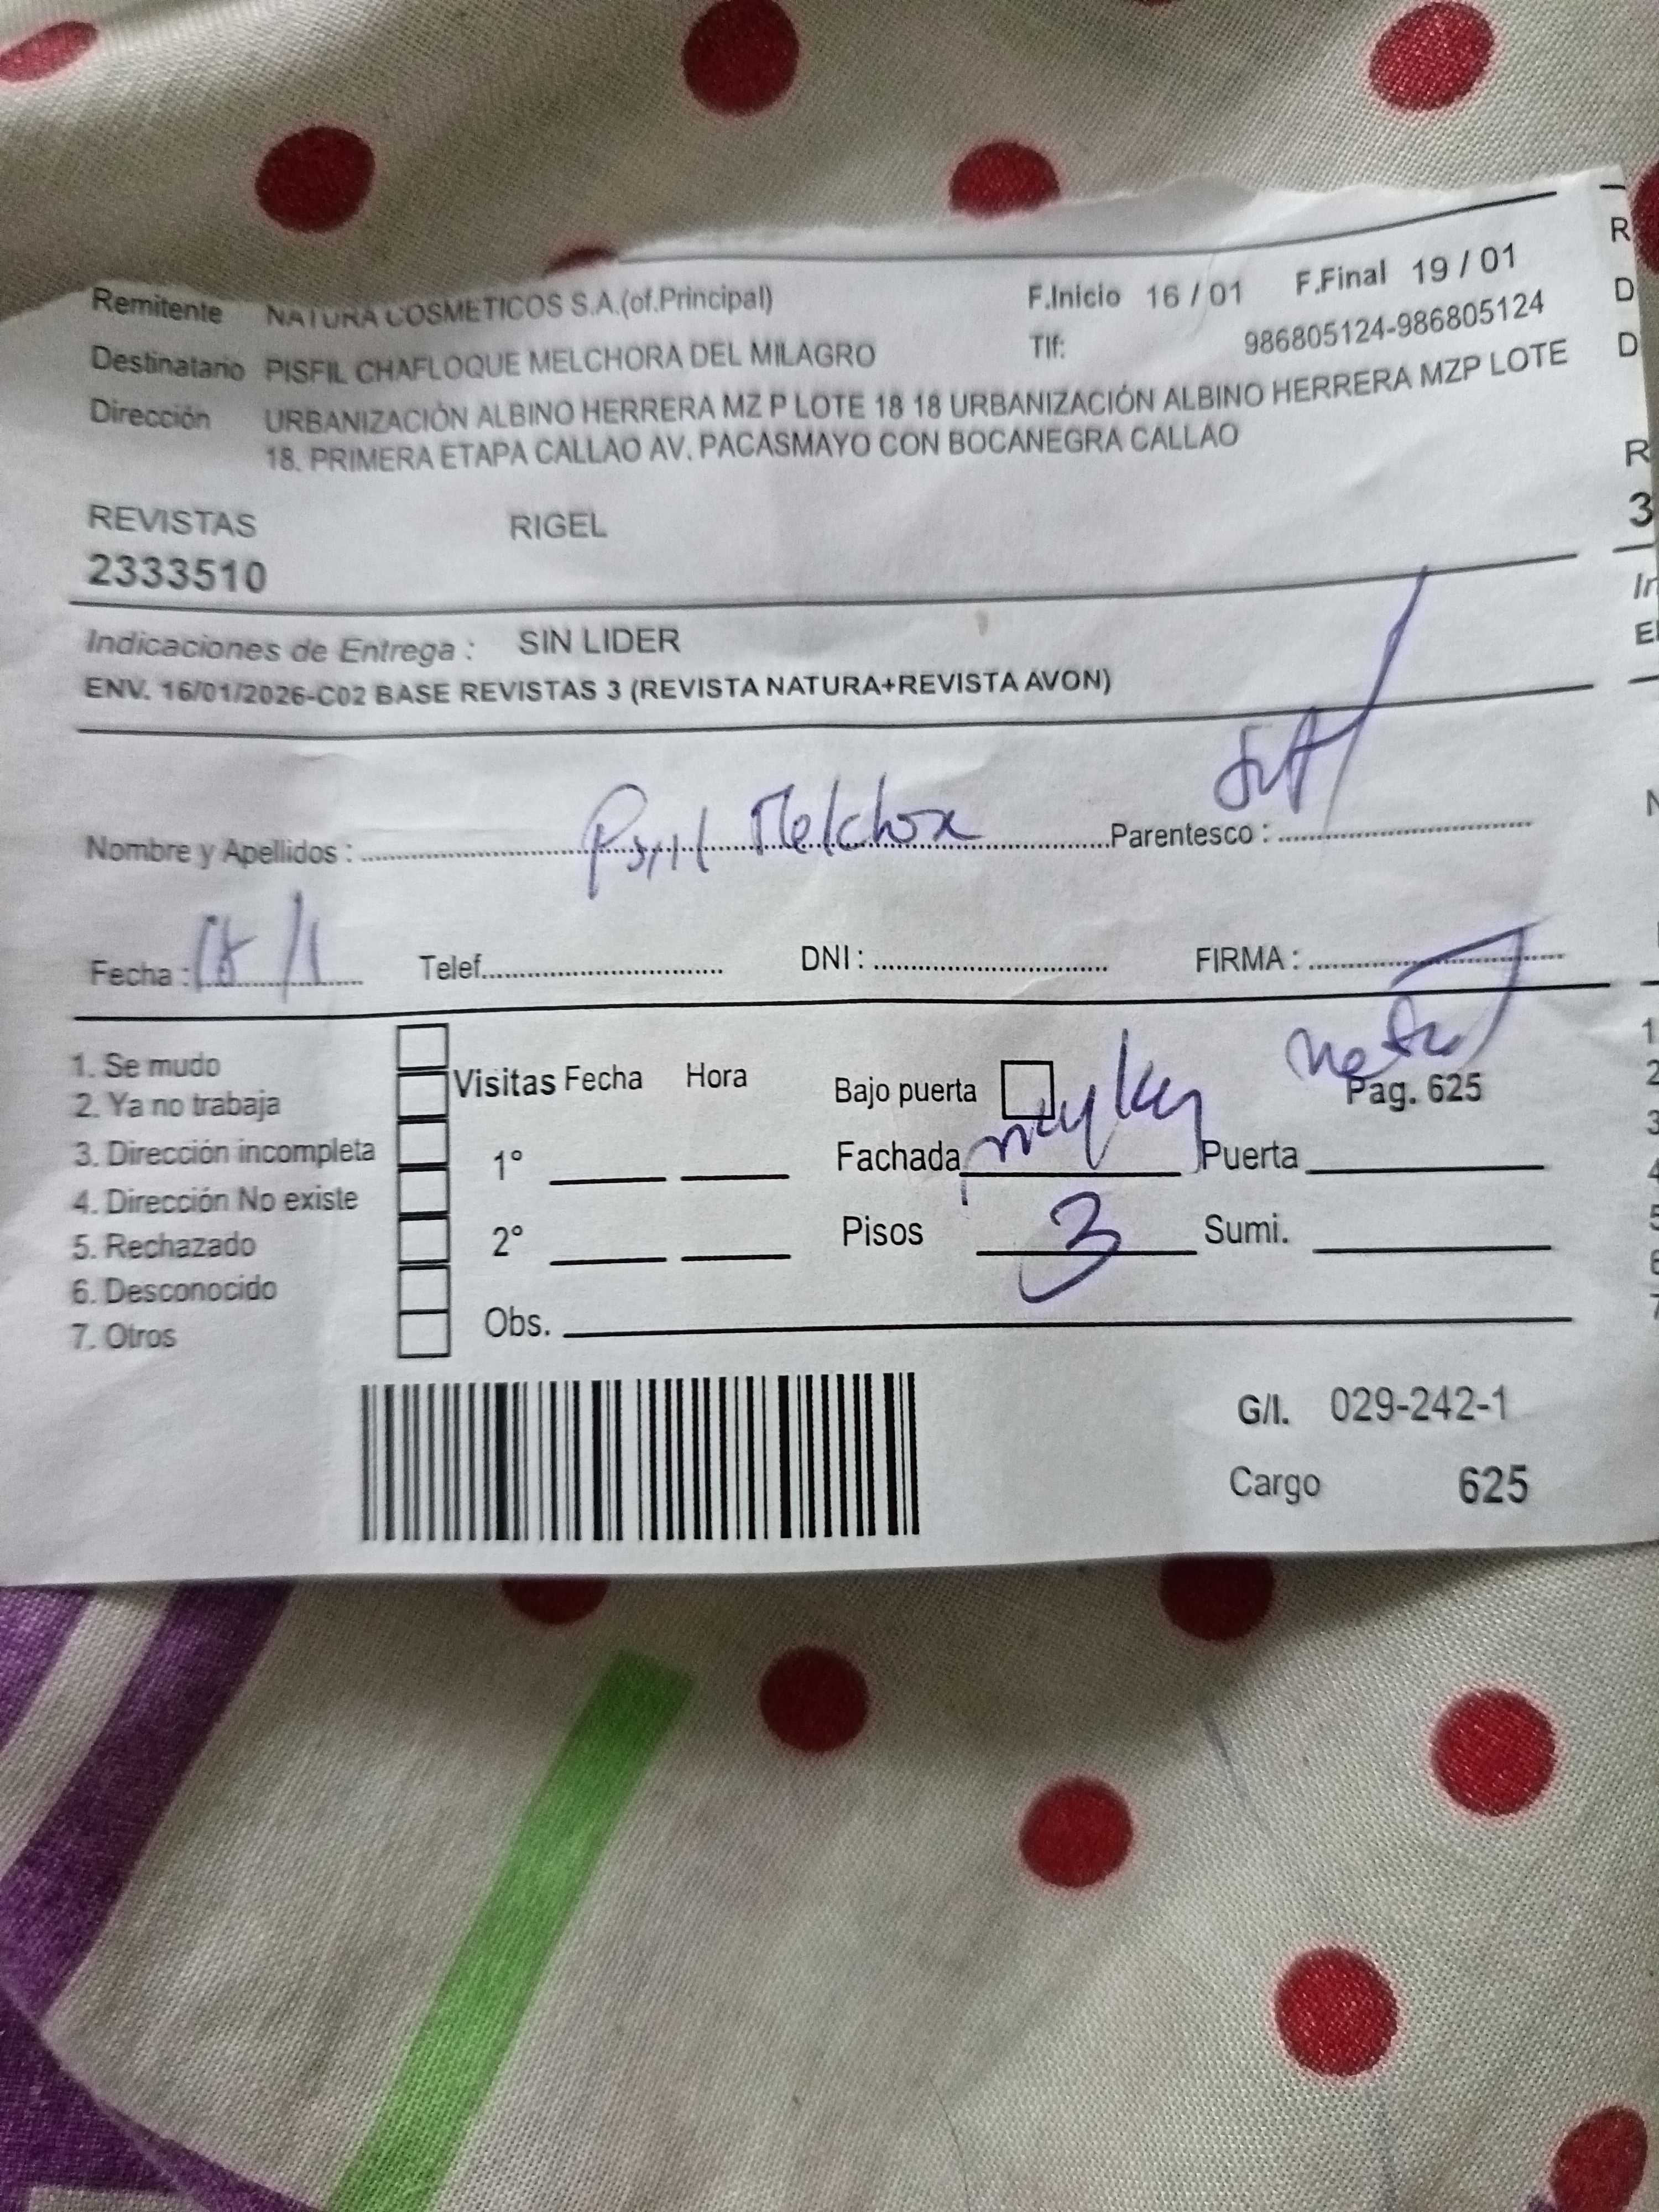 Remitente NATURA COSMETICOS S.A.(of.Principal) F.Inicio 16 / 01 F.Final 19 / 01
Destinatario PISFIL CHAFLOQUE MELCHORA DEL MILAGRO Tlf: 986805124-986805124
Dirección URBANIZACIÓN ALBINO HERRERA MZ P LOTE 18 18 URBANIZACIÓN ALBINO HERRERA MZP LOTE
18. PRIMERA ETAPA CALLAO AV. PACASMAYO CON BOCANEGRA CALLAO
REVISTAS RIGEL
2333510
Indicaciones de Entrega : SIN LIDER
ENV. 16/01/2026-C02 BASE REVISTAS 3 (REVISTA NATURA+REVISTA AVON)
Nombre y Apellidos : Melchora Parentesco :
Fecha : Telef. DNI : FIRMA :
1. Se mudo
2. Ya no trabaja
3. Dirección incompleta
4. Dirección No existe
5. Rechazado
6. Desconocido
7. Otros
Visitas Fecha Hora
1°
2°
Obs.
Bajo puerta Pag. 625
Fachada Puerta
Pisos 3 Sumi.
G/I. 029-242-1
Cargo 625
R
D
D
R
3